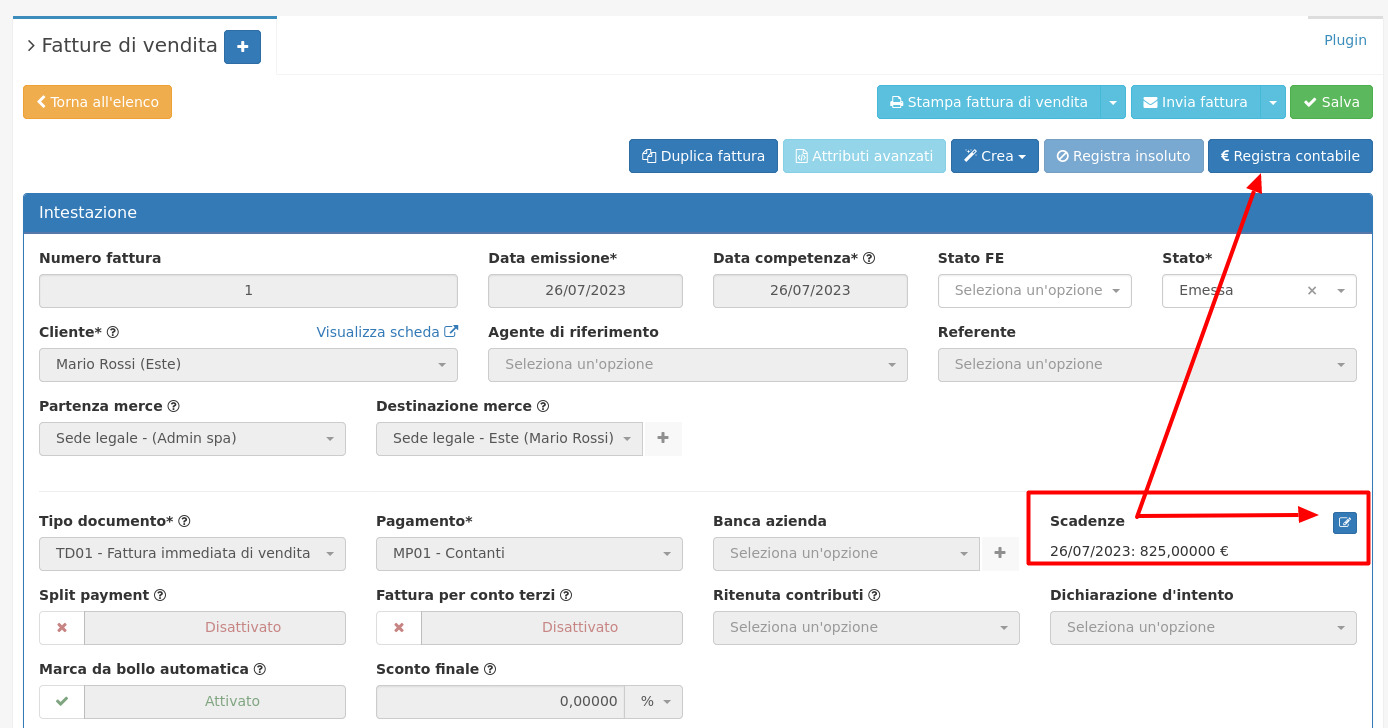 Fatture di vendita
Plugin
Torna all'elenco
Stampa fattura di vendita
Invia fattura
Salva
Duplica fattura
Attributi avanzati
Crea
Registra insoluto
€ Registra contabile
Intestazione
Numero fattura
Data emissione*
Data competenza*
Stato FE
Stato*
1
26/07/2023
26/07/2023
Seleziona un'opzione
Emessa
×
Cliente*
Visualizza scheda
Agente di riferimento
Referente
Mario Rossi (Este)
Seleziona un'opzione
Seleziona un'opzione
Partenza merce
Destinazione merce
Sede legale - (Admin spa)
Sede legale - Este (Mario Rossi)
Tipo documento*
Pagamento*
Banca azienda
Scadenze
TD01 - Fattura immediata di vendita
MP01 - Contanti
Seleziona un'opzione
26/07/2023: 825,00000 €
Split payment
Fattura per conto terzi
Ritenuta contributi
Dichiarazione d'intento
Disattivato
Disattivato
Seleziona un'opzione
Seleziona un'opzione
Marca da bollo automatica
Sconto finale
Attivato
0,00000
%